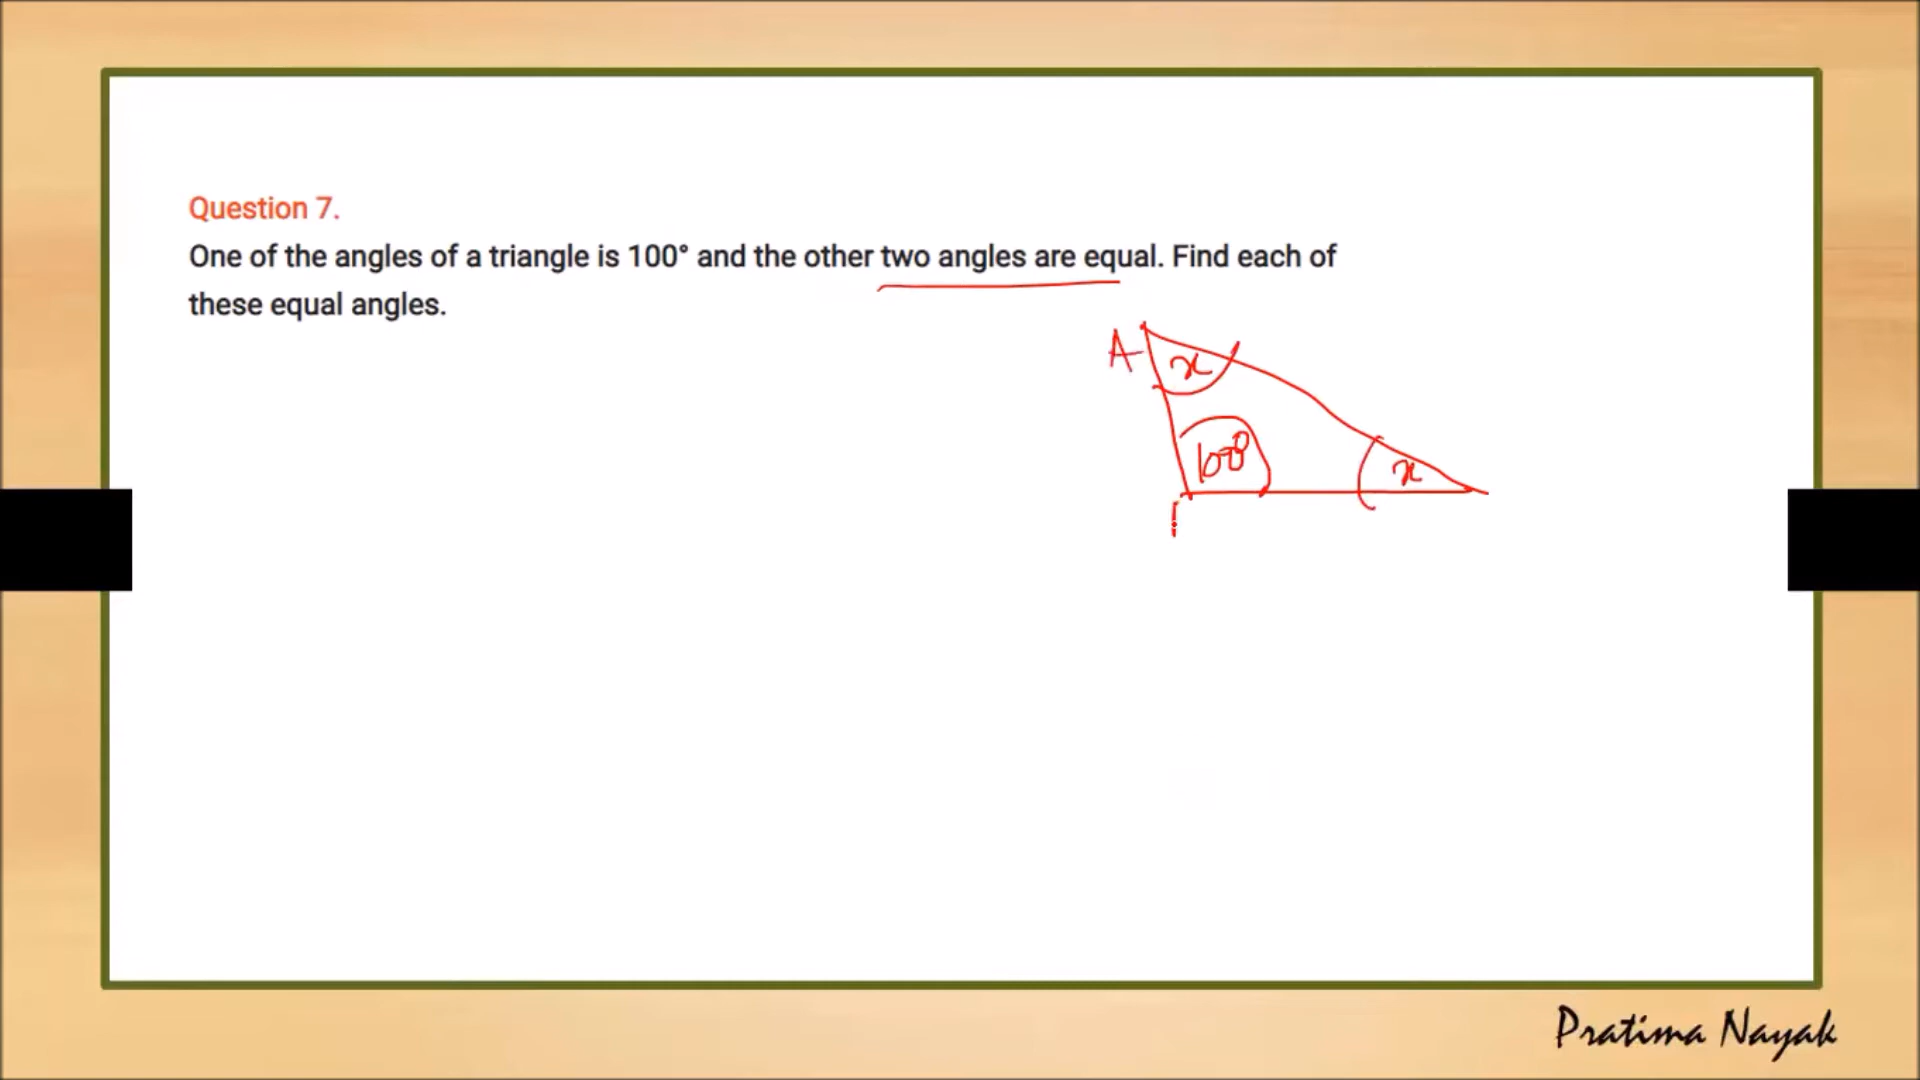 Question 7.
One of the angles of a triangle is 100° and the other two angles are equal. Find each of
these equal angles.
A
x
100°
x
Pratima Nayak